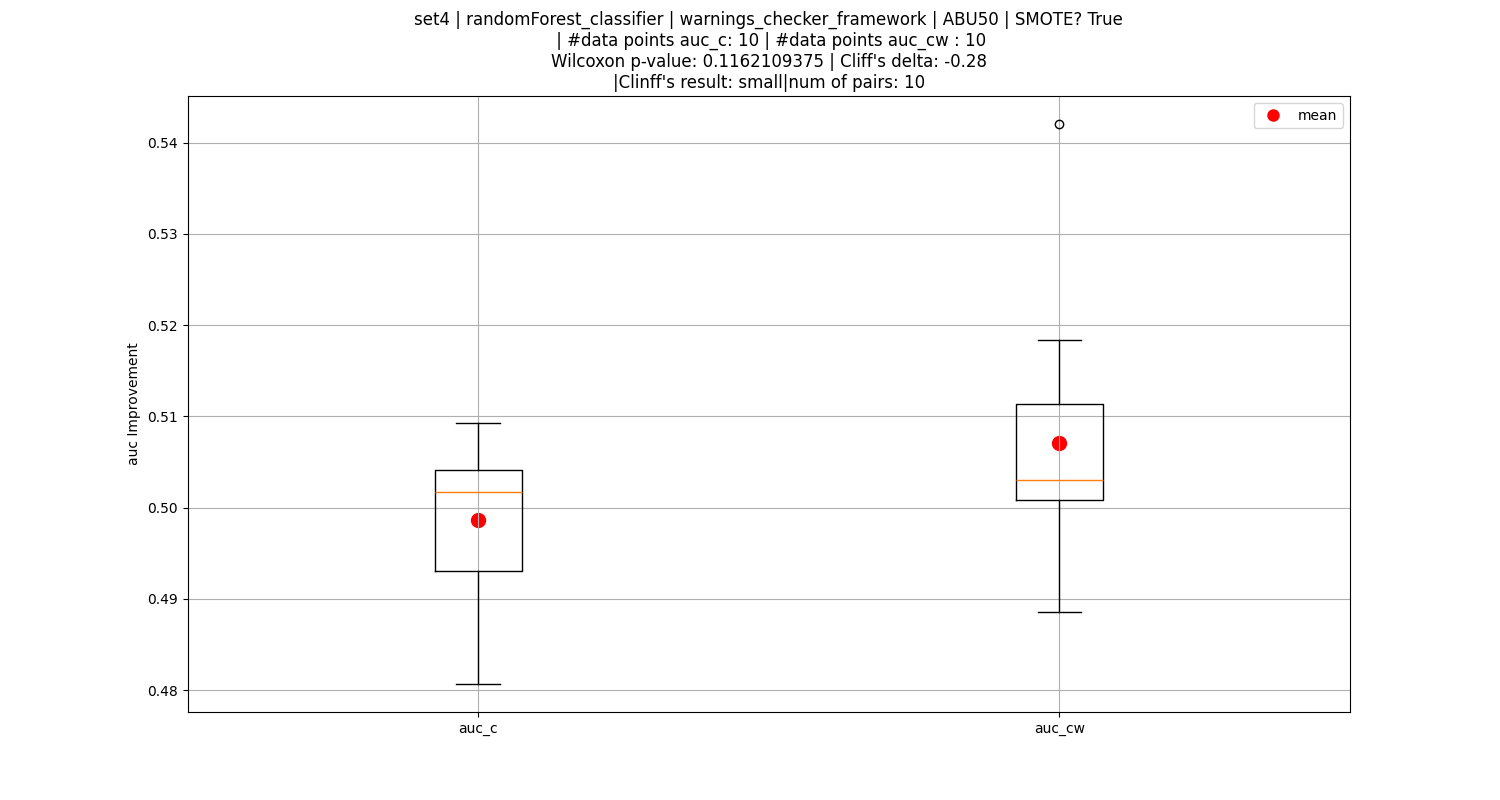 set4 | randomForest_classifier | warnings_checker_framework | ABU50 | SMOTE? True
| #data points auc_c: 10 | #data points auc_cw : 10
Wilcoxon p-value: 0.1162109375 | Cliff's delta: -0.28
|Clinff's result: small|num of pairs: 10
mean
0.54
0.53
0.52
0.51
0.50
0.49
0.48
auc Improvement
auc_c
auc_cw